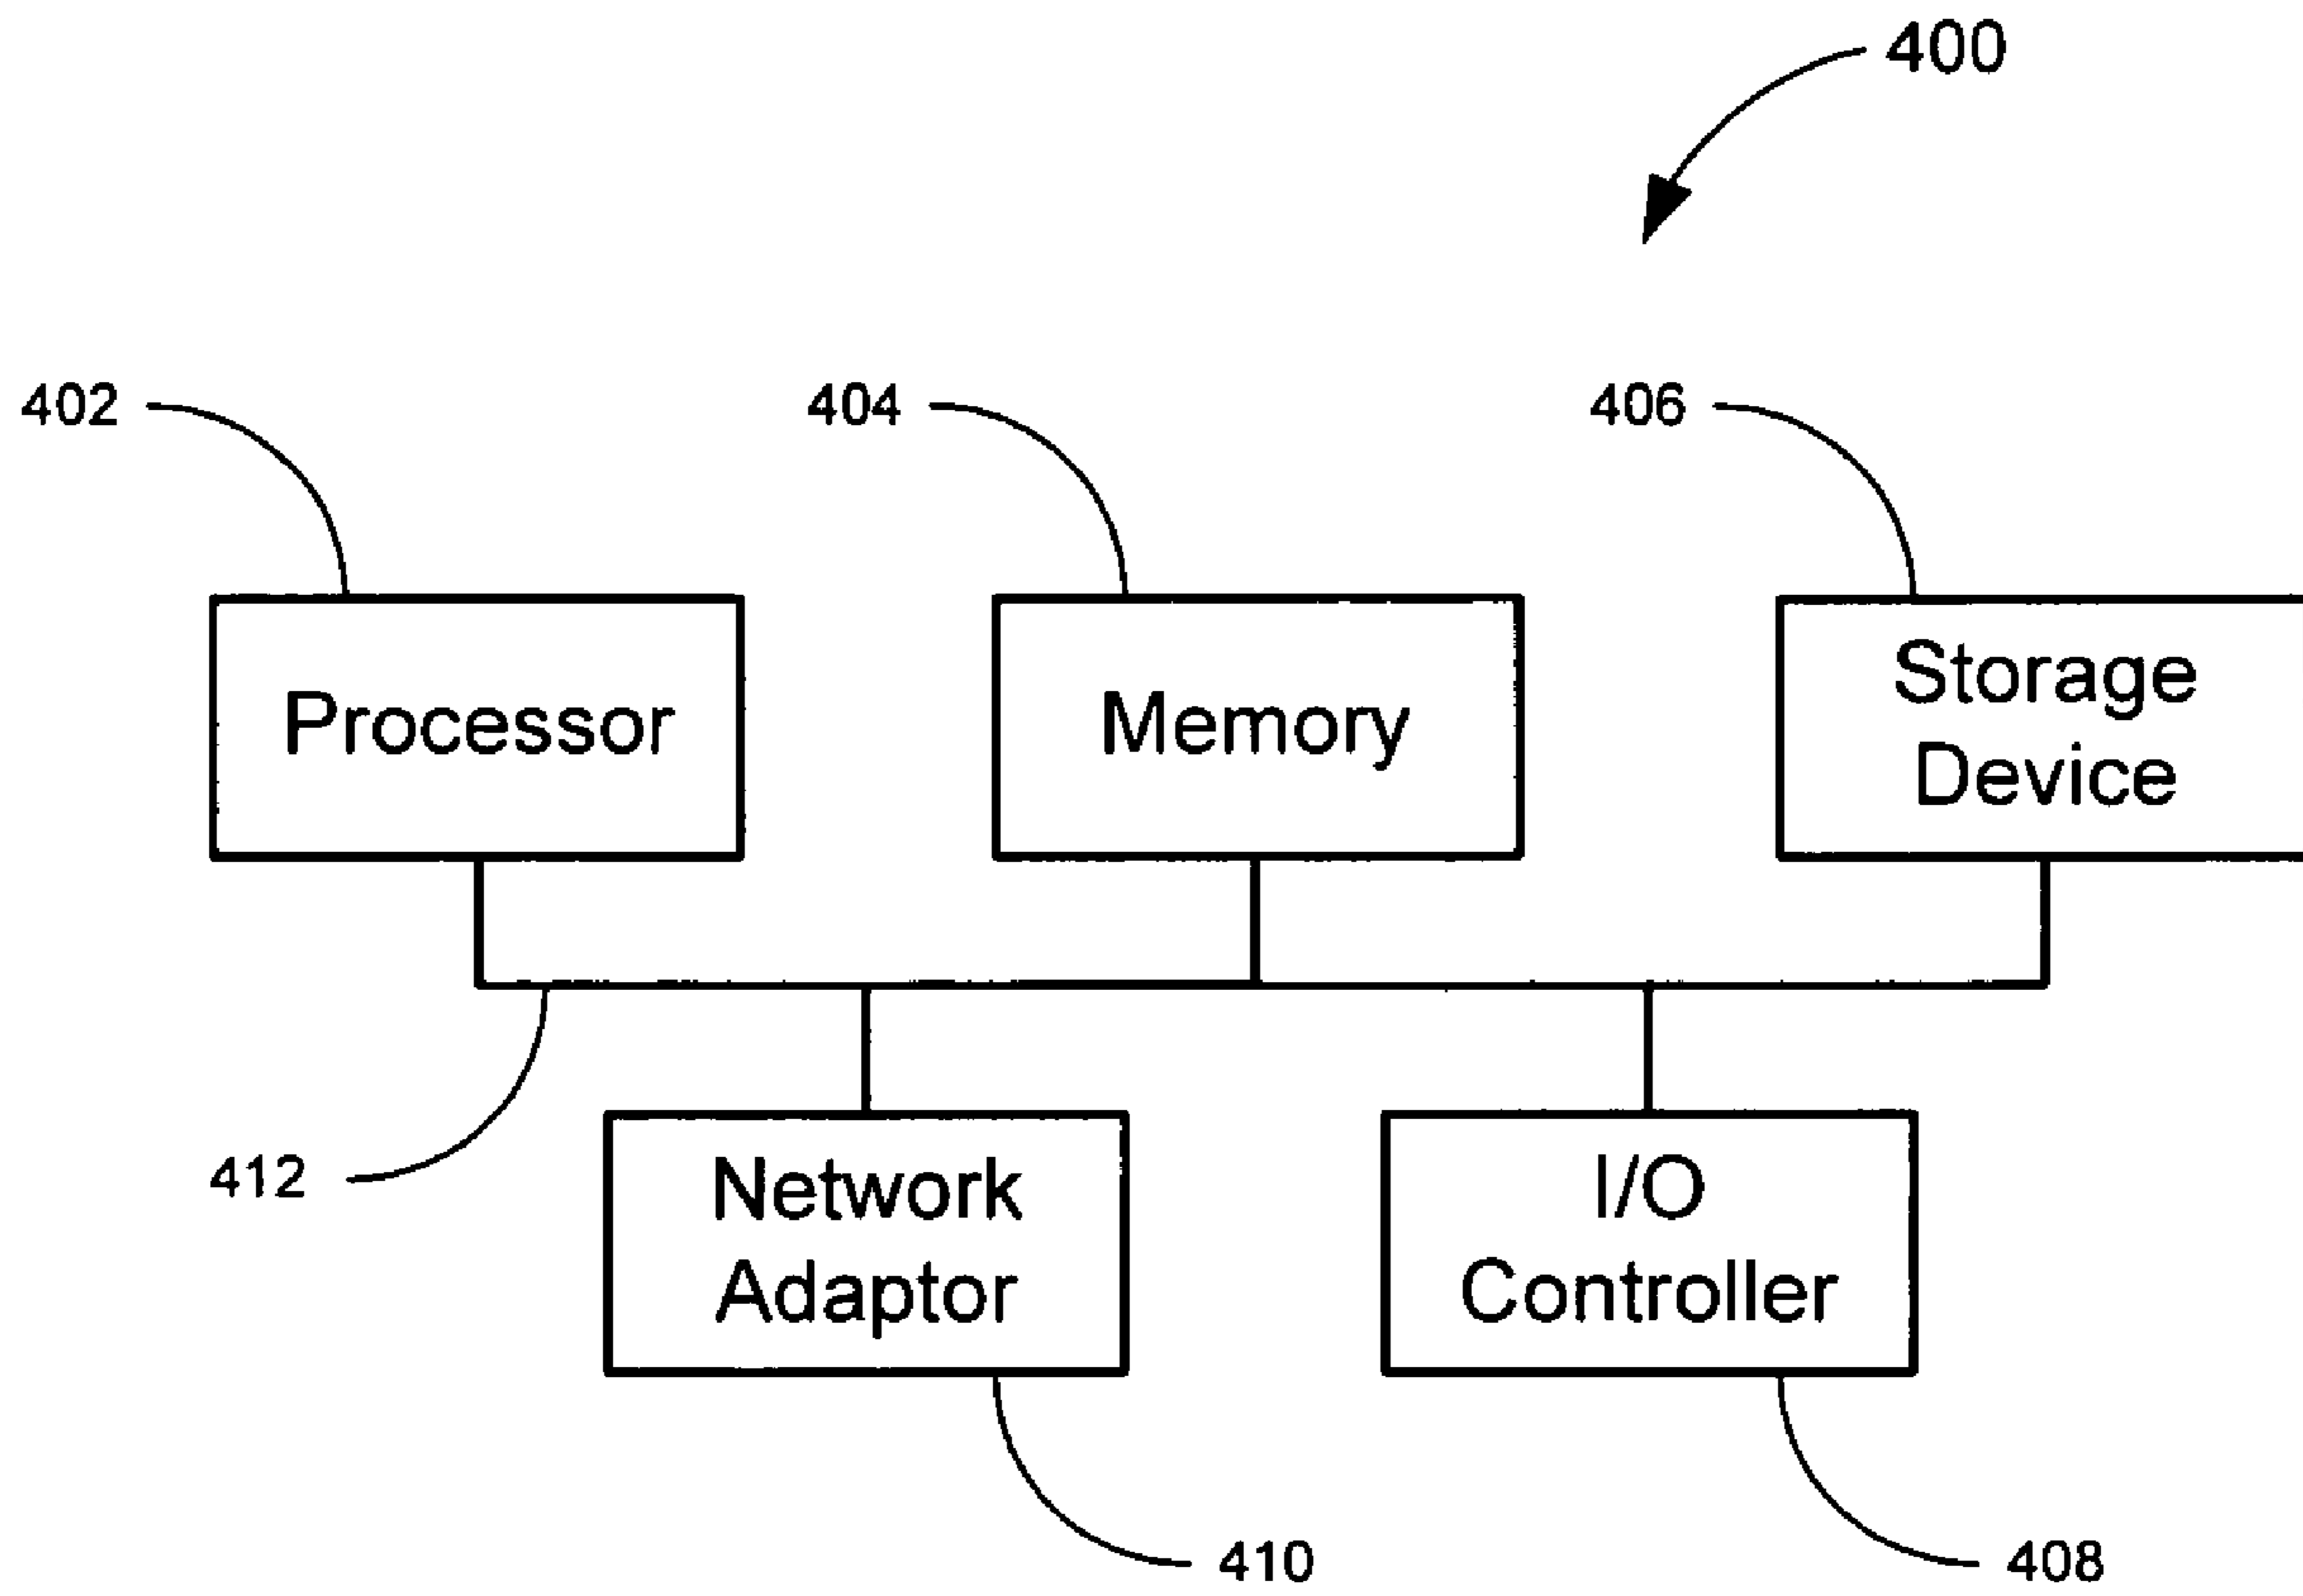 400
402
404
406
Processor
Memory
Storage
Device
412
Network
Adaptor
I/O
Controller
410
408